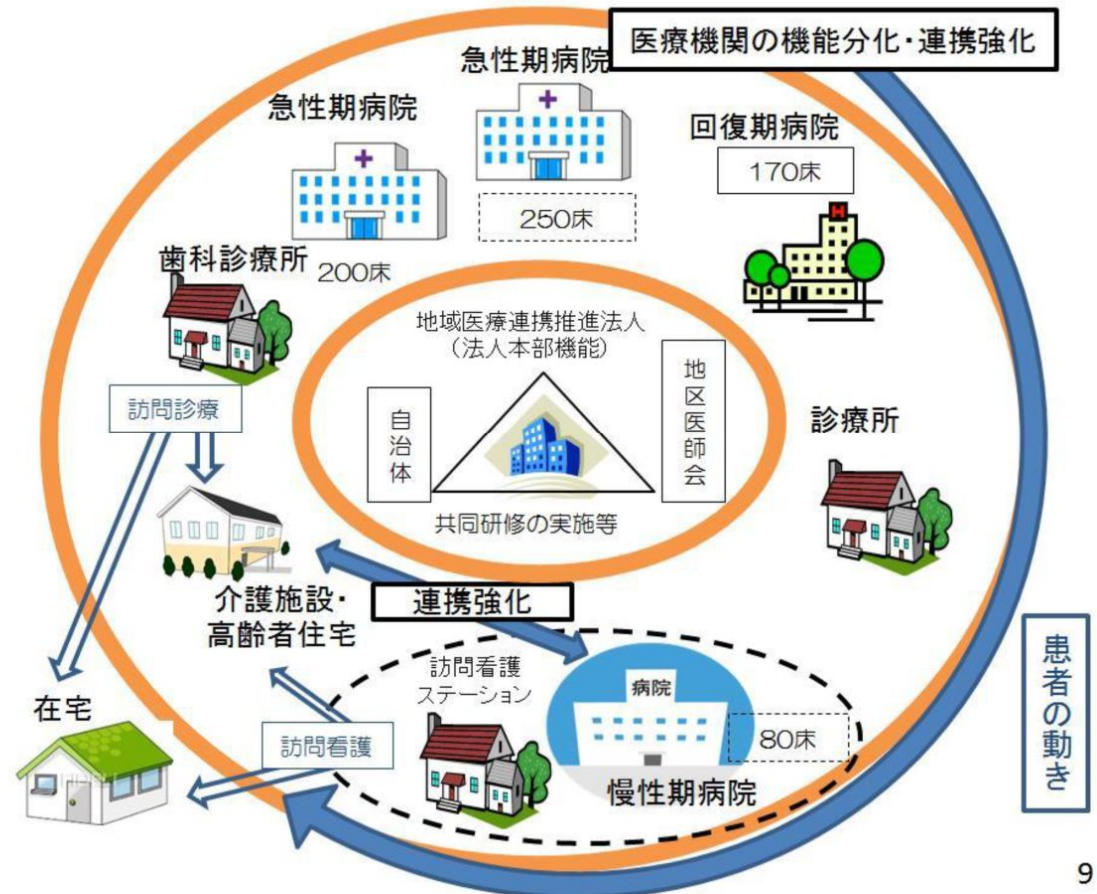 医療機関の機能分化・連携強化
急性期病院
急性期病院
回復期病院
170床
250床
200床
歯科診療所
地域医療連携推進法人
（法人本部機能）
自治体
地区医師会
共同研修の実施等
訪問診療
診療所
介護施設・
高齢者住宅
連携強化
訪問看護
ステーション
病院
80床
慢性期病院
訪問看護
在宅
患者の動き
H
9